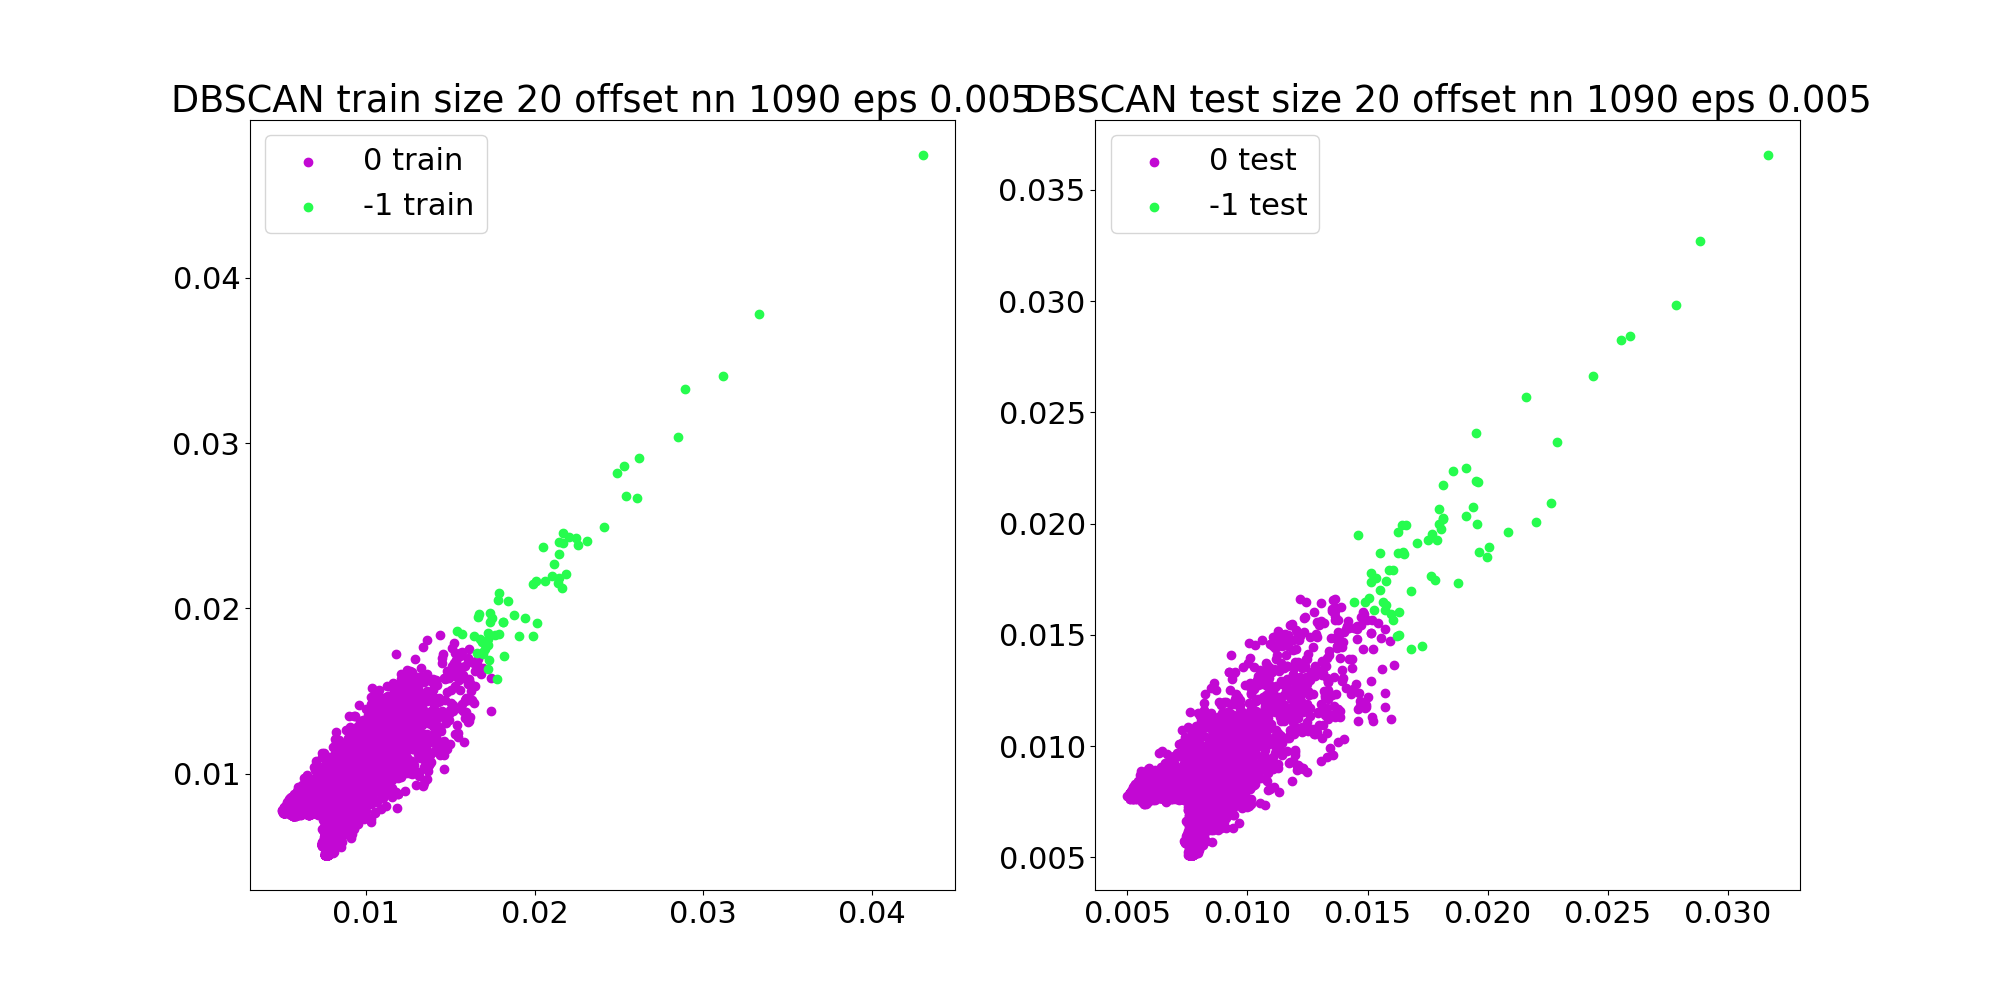 DBSCAN train size 20 offset nn 1090 eps 0.005
0 train
-1 train
0.04
0.03
0.02
0.01
0.01 0.02 0.03 0.04
DBSCAN test size 20 offset nn 1090 eps 0.005
0 test
-1 test
0.035
0.030
0.025
0.020
0.015
0.010
0.005
0.005 0.010 0.015 0.020 0.025 0.030